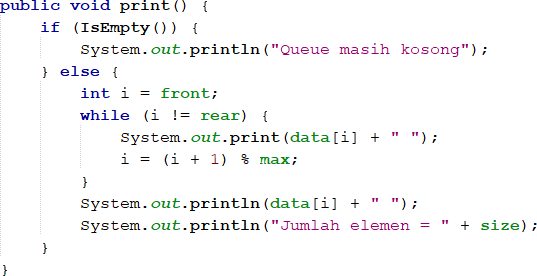 public void print() {
    if (IsEmpty()) {
        System.out.println("Queue masih kosong");
    } else {
        int i = front;
        while (i != rear) {
            System.out.print(data[i] + " ");
            i = (i + 1) % max;
        }
        System.out.println(data[i] + " ");
        System.out.println("Jumlah elemen = " + size);
    }
}